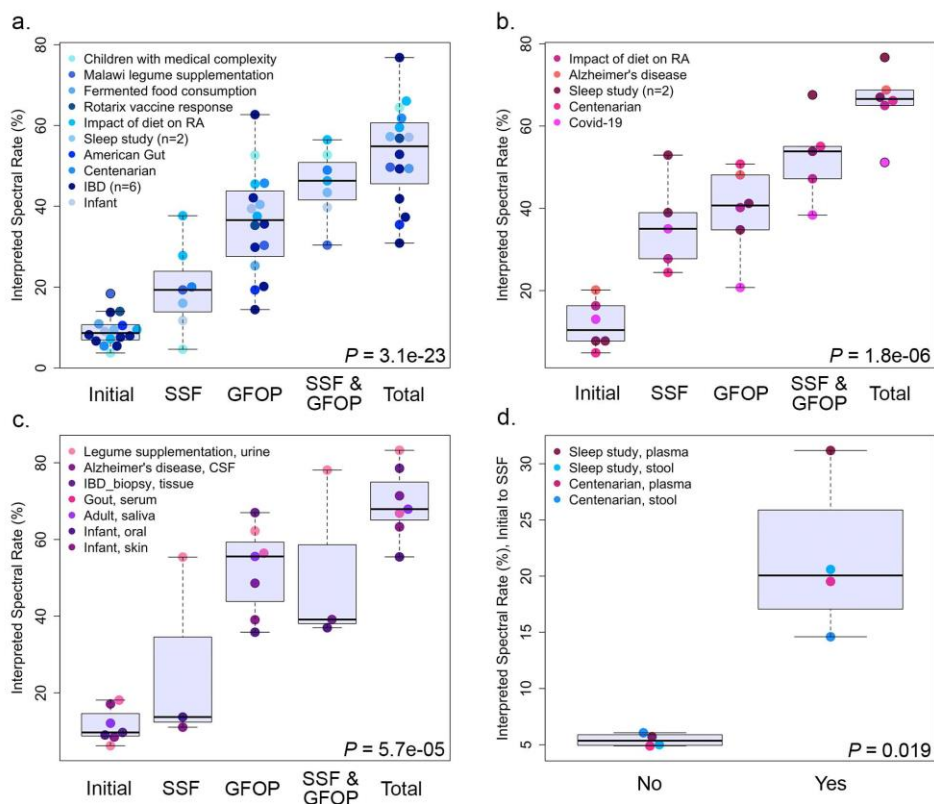 a.
Interpreted Spectral Rate (%)
80
60
40
20
0
Children with medical complexity
Malawi legume supplementation
Fermented food consumption
Rotarix vaccine response
Impact of diet on RA
Sleep study (n=2)
American Gut
Centenarian
IBD (n=6)
Infant
P = 3.1e-23
Initial
SSF
GFOP
SSF &
GFOP
Total
b.
Interpreted Spectral Rate (%)
80
60
40
20
0
Impact of diet on RA
Alzheimer's disease
Sleep study (n=2)
Centenarian
Covid-19
P = 1.8e-06
Initial
SSF
GFOP
SSF &
GFOP
Total
c.
Interpreted Spectral Rate (%)
80
60
40
20
Legume supplementation, urine
Alzheimer's disease, CSF
IBD_biopsy, tissue
Gout, serum
Adult, saliva
Infant, oral
Infant, skin
P = 5.7e-05
Initial
SSF
GFOP
SSF &
GFOP
Total
d.
Interpreted Spectral Rate (%), Initial to SSF
30
25
20
15
10
5
Sleep study, plasma
Sleep study, stool
Centenarian, plasma
Centenarian, stool
P = 0.019
No
Yes